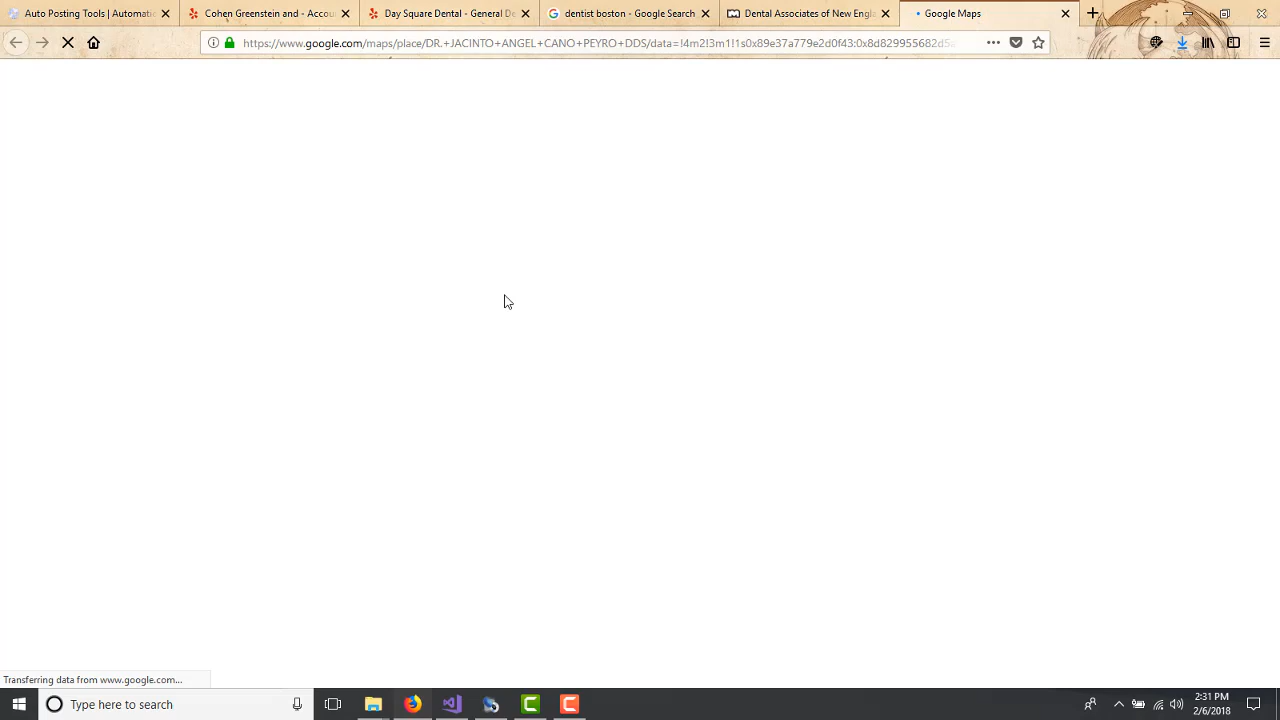 Auto Posting Tools | Automatic
Cohen Greenstein and - Accou
Day Square Dental - General De
dentist boston - Google Search
Dental Associates of New Engl
Google Maps
https://www.google.com/maps/place/DR.+JACINTO+ANGEL+CANO+PEYRO+DDS/data=!4m2!3m1!1s0x89e37a779e2d0f43:0x8d829955682d5a
Transferring data from www.google.com...
Type here to search
2:31 PM
2/6/2018